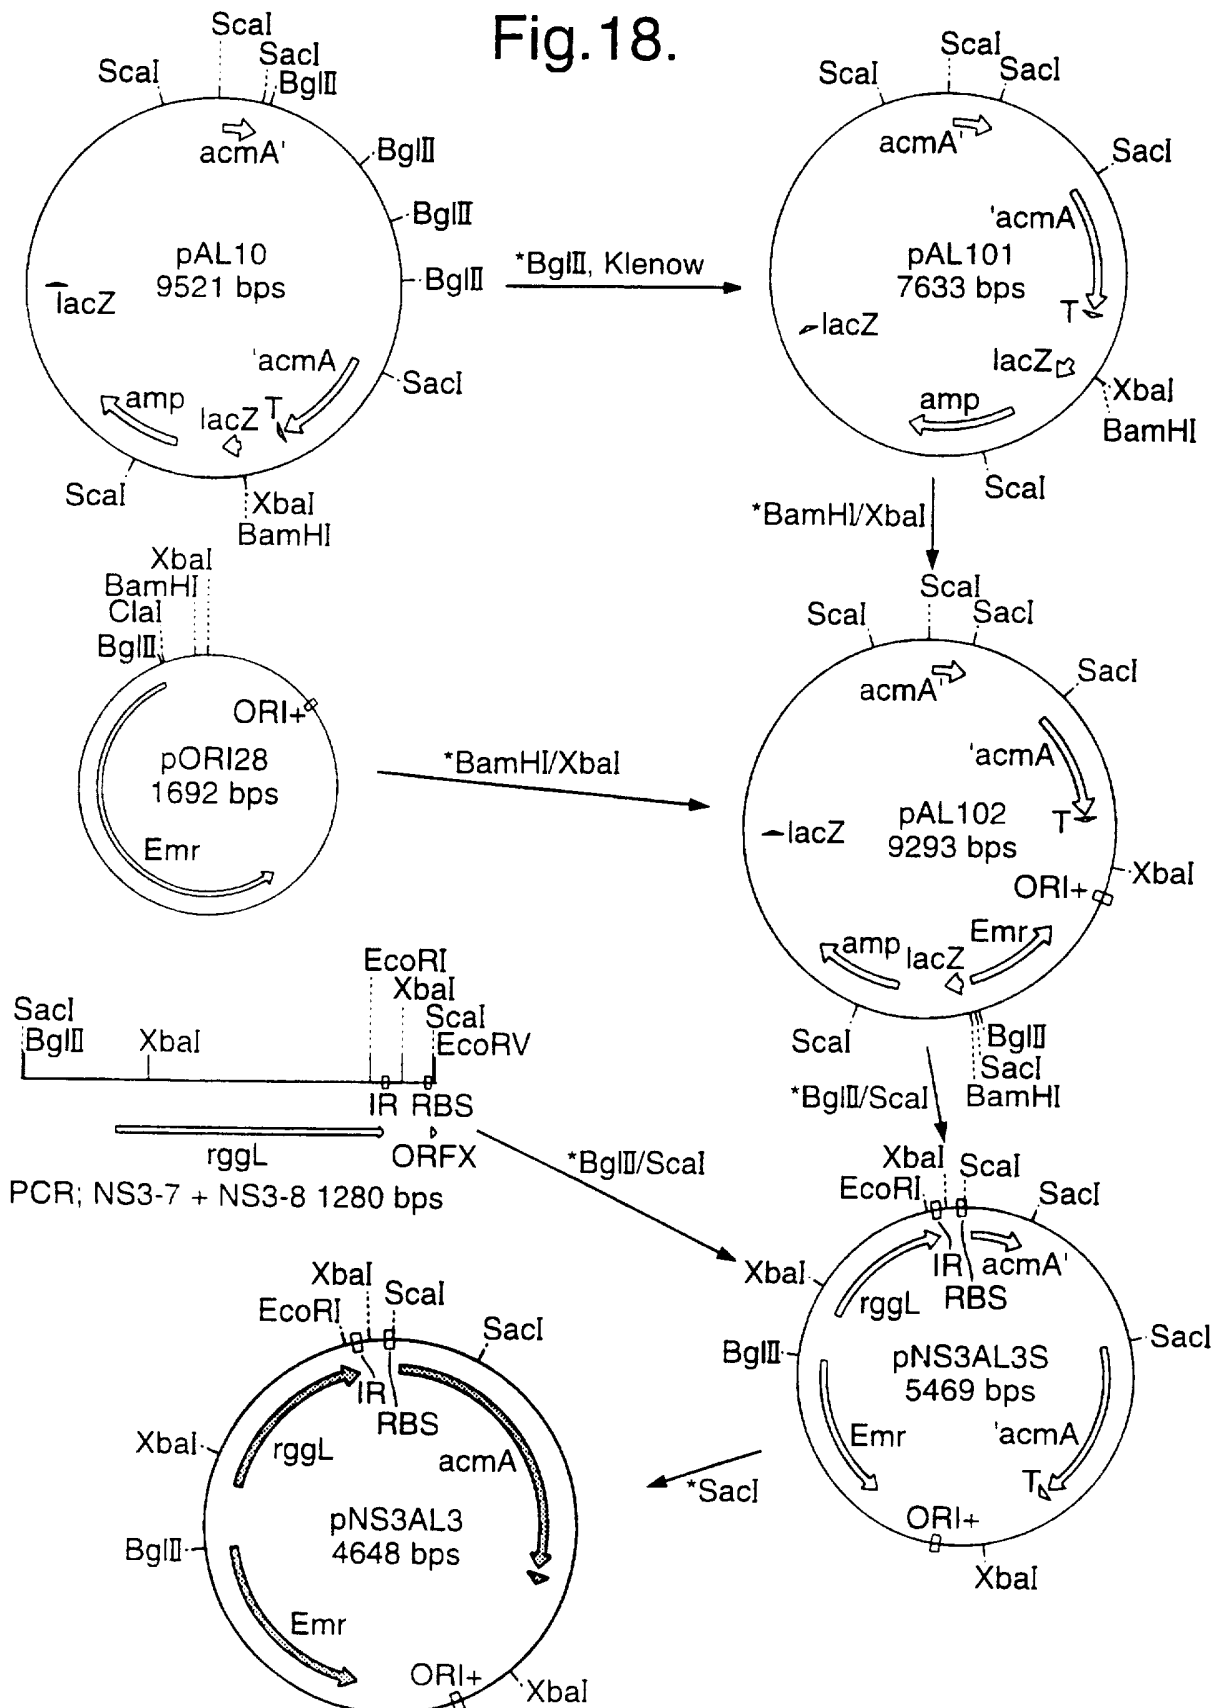 Fig.18.
ScaI
ScaI
SacI
BglII
BglII
BglII
BglII
SacI
acmA'
pAL10
9521 bps
lacZ
'acmA
T
lacZ
amp
ScaI
XbaI
BamHI
*BglII, Klenow
ScaI
ScaI
SacI
SacI
acmA'
'acmA
pAL101
7633 bps
T
lacZ
lacZ
amp
XbaI
BamHI
ScaI
*BamHI/XbaI
XbaI
BamHI
ClaI
BglII
ORI+
pORI28
1692 bps
Emr
*BamHI/XbaI
ScaI
ScaI
SacI
SacI
acmA'
'acmA
pAL102
9293 bps
T
lacZ
XbaI
ORI+
Emr
lacZ
amp
ScaI
BglII
SacI
BamHI
*BglII/ScaI
SacI
BglII
XbaI
EcoRI
XbaI
ScaI
EcoRV
IR RBS
rggL ORFX
PCR; NS3-7 + NS3-8 1280 bps
*BglII/ScaI
XbaI
ScaI
EcoRI
SacI
XbaI
IR
acmA'
RBS
rggL
BglII
SacI
pNS3AL3S
5469 bps
Emr
'acmA
T
ORI+
XbaI
*SacI
XbaI
ScaI
EcoRI
SacI
IR
RBS
XbaI
rggL
acmA
pNS3AL3
4648 bps
BglII
Emr
ORI+
XbaI